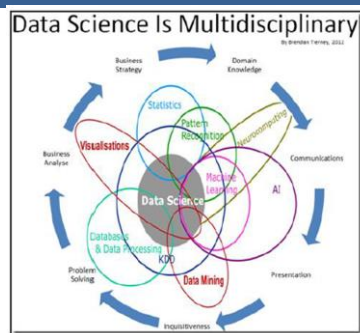 Data Science Is Multidisciplinary
By Brendan Tierney, 2012
Business
Strategy
Domain
Knowledge
Statistics
Pattern
Recognition
Neurocomputing
Visualisations
Business
Analyse
Communications
Machine
Learning
AI
Data Science
Databases
& Data Processing
KDD
Data Mining
Problem
Solving
Presentation
Inquisitiveness